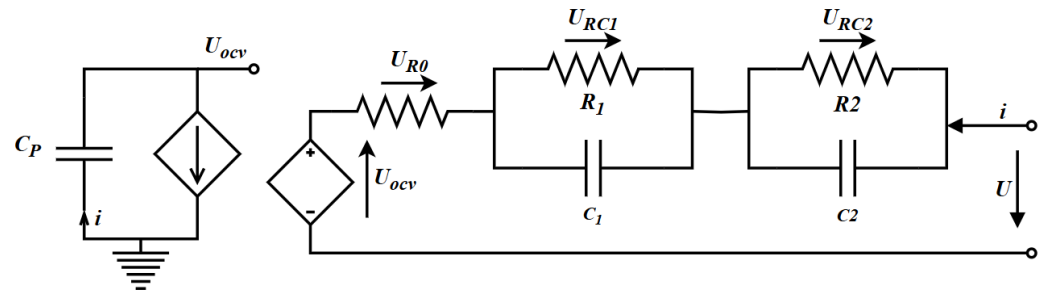 U_RC1
U_RC2
U_ocv
U_R0
R_1
R2
C_P
i
+
U_ocv
-
i
U
C_1
C2